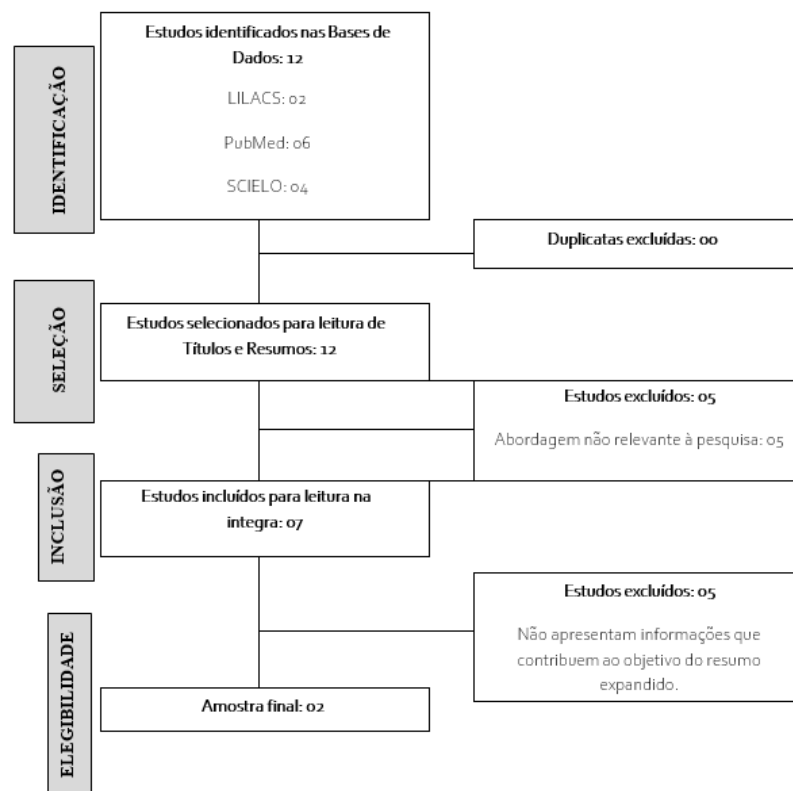 IDENTIFICAÇÃO
Estudos identificados nas Bases de
Dados: 12
LILACS: 02
PubMed: 06
SCIELO: 04
Duplicatas excluídas: 00
SELEÇÃO
Estudos selecionados para leitura de
Títulos e Resumos: 12
Estudos excluídos: 05
Abordagem não relevante à pesquisa: 05
INCLUSÃO
Estudos incluídos para leitura na
integra: 07
Estudos excluídos: 05
Não apresentam informações que
contribuem ao objetivo do resumo
expandido.
ELEGIBILIDADE
Amostra final: 02